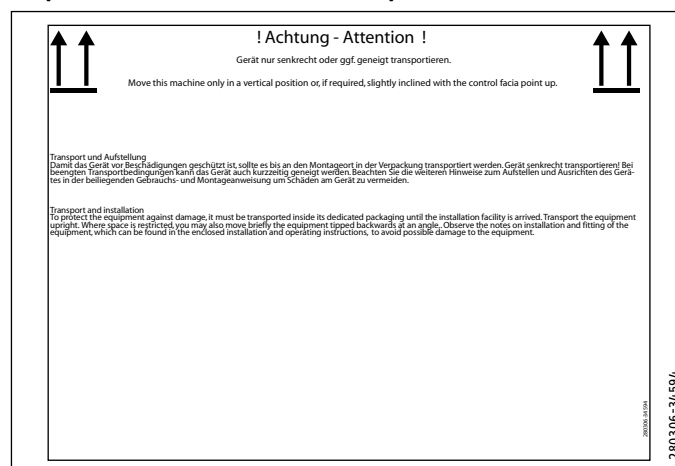 ! Achtung - Attention !
Gerät nur senkrecht oder ggf. geneigt transportieren.
Move this machine only in a vertical position or, if required, slightly inclined with the control facia point up.
Transport und Aufstellung
Damit das Gerät vor Beschädigungen geschützt ist, sollte es bis an den Montageort in der Verpackung transportiert werden. Gerät senkrecht transportieren! Bei
beengten Transportbedingungen kann das Gerät auch kurzzeitig geneigt werden. Beachten Sie die weiteren Hinweise zum Aufstellen und Ausrichten des Gerä-
tes in der beiliegenden Gebrauchs- und Montageanweisung um Schäden am Gerät zu vermeiden.
Transport and installation
To protect the equipment against damage, it must be transported inside its dedicated packaging until the installation facility is arrived. Transport the equipment
upright. Where space is restricted, you may also move briefly the equipment tipped backwards at an angle,. Observe the notes on installation and fitting of the
equipment, which can be found in the enclosed installation and operating instructions, to avoid possible damage to the equipment.
280306-34594
280306-34594